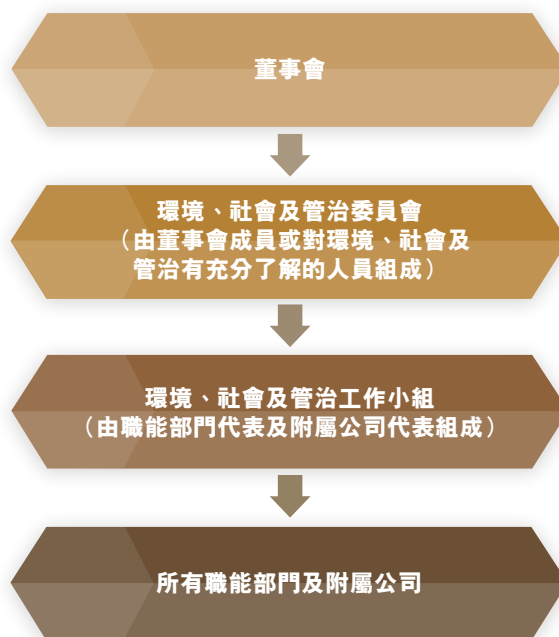 董事會
環境、社會及管治委員會
（由董事會成員或對環境、社會及
管治有充分了解的人員組成）
環境、社會及管治工作小組
（由職能部門代表及附屬公司代表組成）
所有職能部門及附屬公司